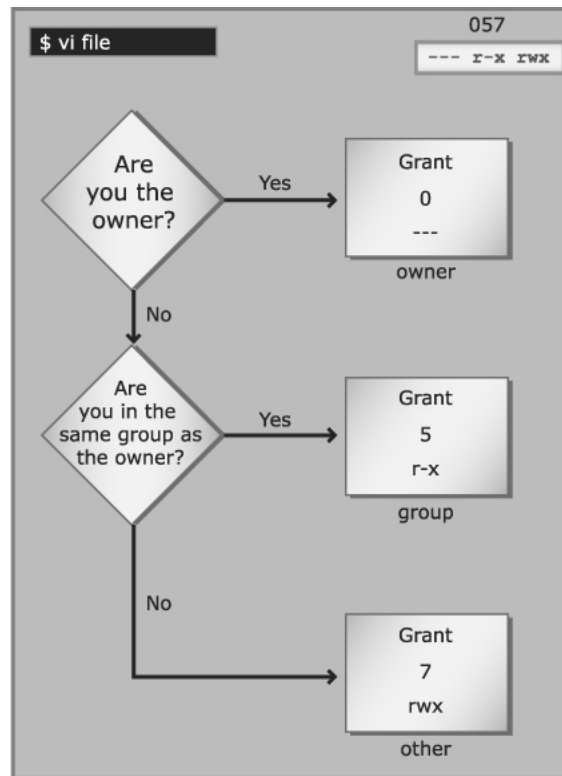 $ vi file
057
--- r-x rwx
Are
you the
owner?
Yes
Grant
0
---
owner
No
Are
you in the
same group as
the owner?
Yes
Grant
5
r-x
group
No
Grant
7
rwx
other